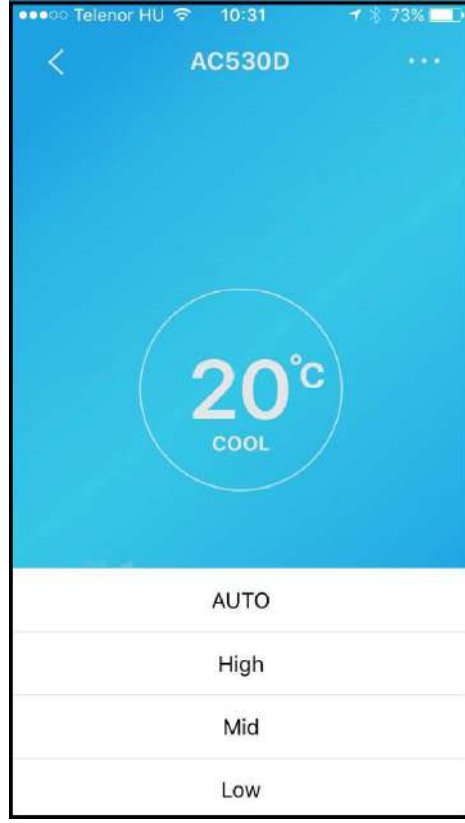 Telenor HU 10:31 73%
AC530D
20°C
COOL
AUTO
High
Mid
Low